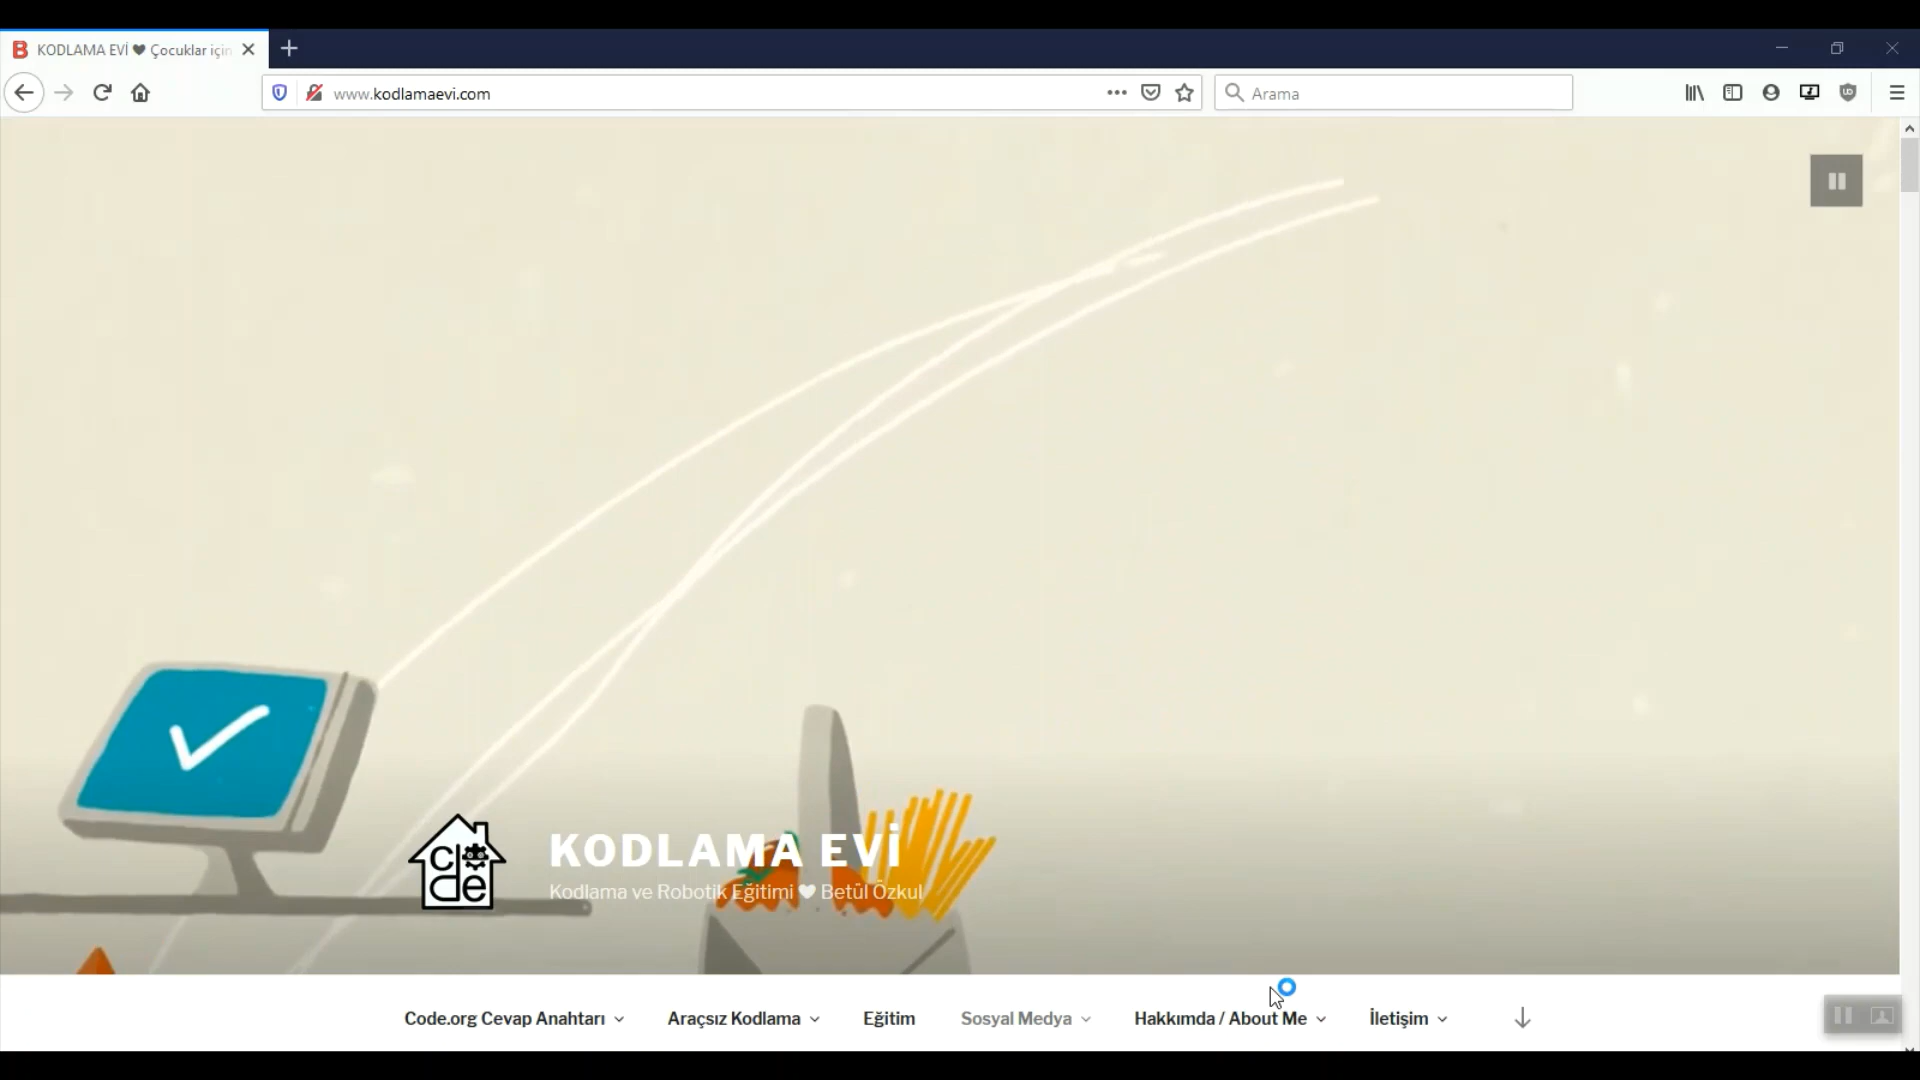 KODLAMA EVİ ❤ Çocuklar için
www.kodlamaevi.com
Arama
code
KODLAMA EVİ
Kodlama ve Robotik Eğitimi ❤ Betül Özkul
Code.org Cevap Anahtarı
Araçsız Kodlama
Eğitim
Sosyal Medya
Hakkımda / About Me
İletişim